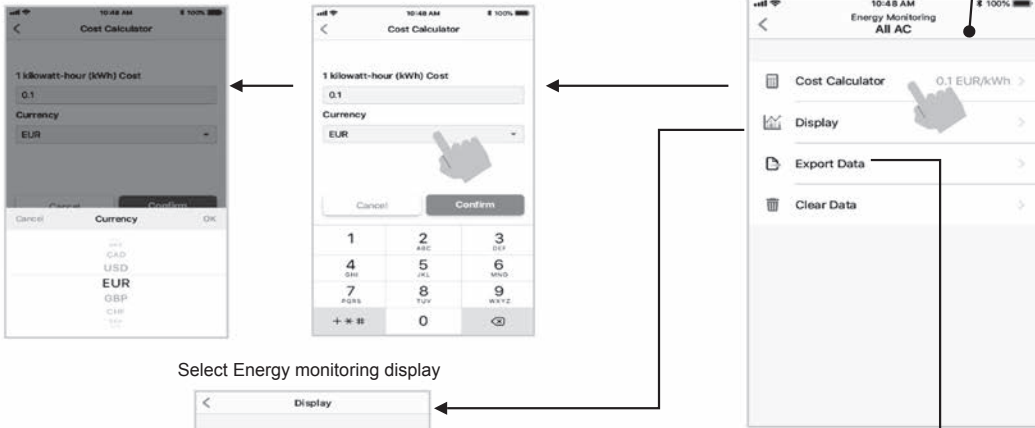 10:48 AM
100%
Cost Calculator
1 kilowatt-hour (kWh) Cost
0.1
Currency
EUR
Cancel
Confirm
Cancel
Currency
OK
CAD
USD
EUR
GBP
CHF
10:48 AM
100%
Cost Calculator
1 kilowatt-hour (kWh) Cost
0.1
Currency
EUR
Cancel
Confirm
1 2 3
ABC DEF
4 5 6
GHI JKL MNO
7 8 9
PQRS TUV WXYZ
+ * # 0
10:48 AM
100%
Energy Monitoring
All AC
Cost Calculator 0.1 EUR/kWh
Display
Export Data
Clear Data
Select Energy monitoring display
Display